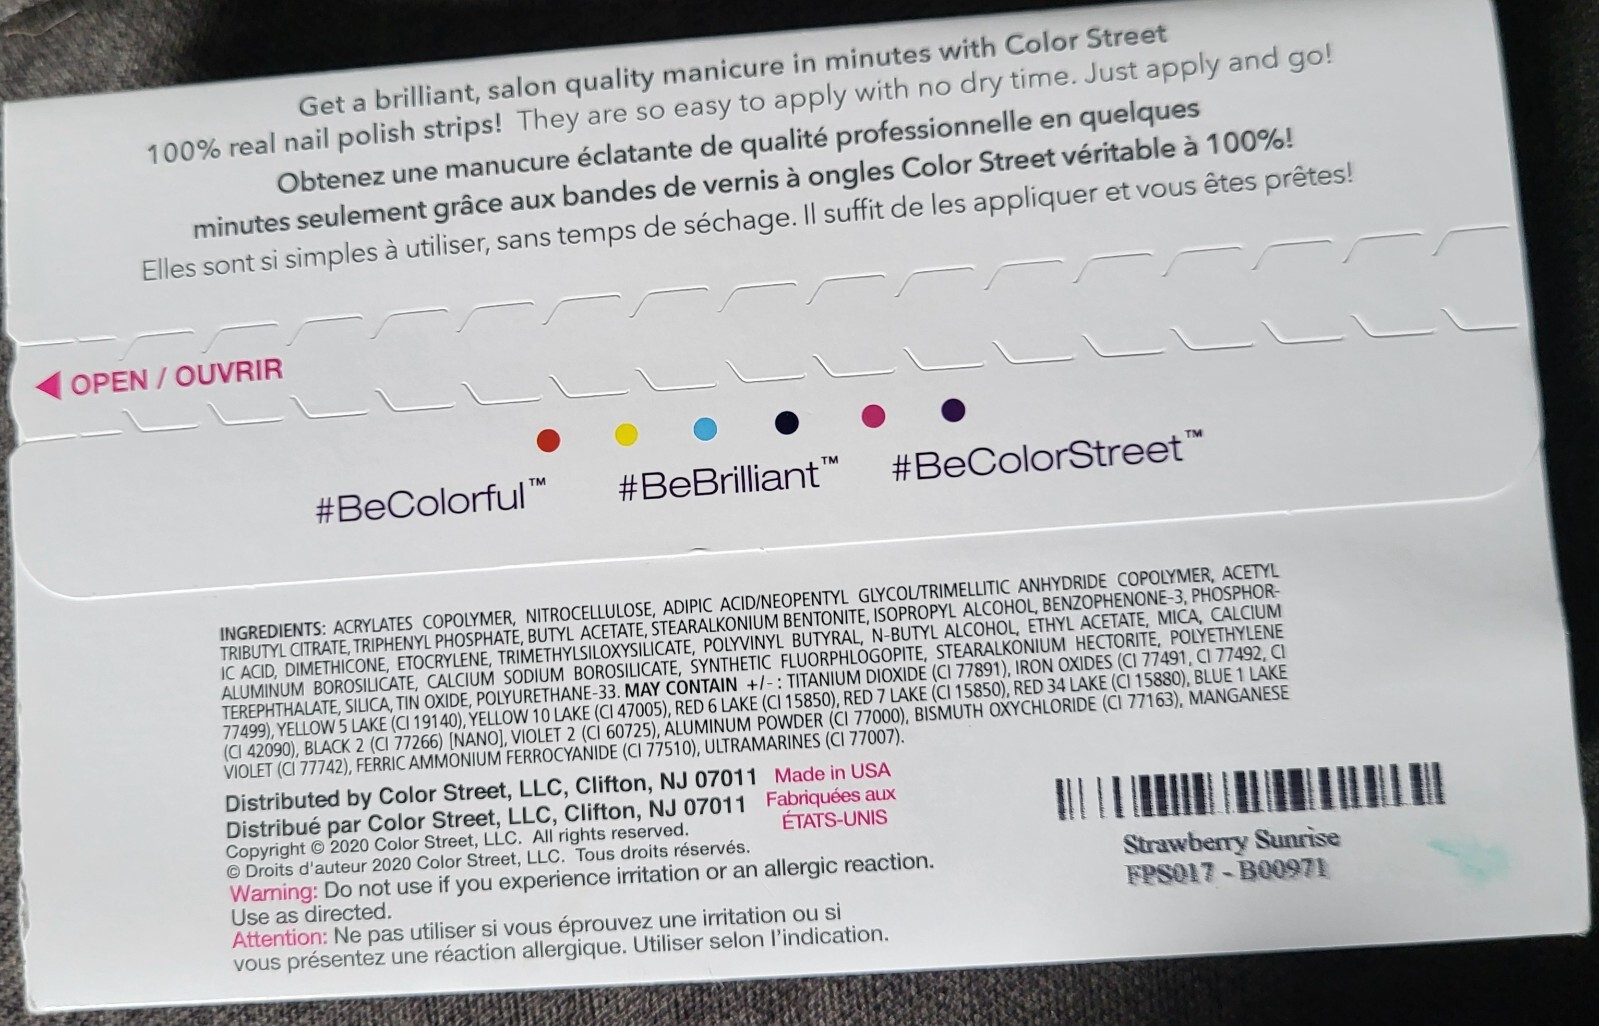 Get a brilliant, salon quality manicure in minutes with Color Street
100% real nail polish strips! They are so easy to apply with no dry time. Just apply and go!
Obtenez une manucure éclatante de qualité professionnelle en quelques
minutes seulement grâce aux bandes de vernis à ongles Color Street véritable à 100%!
Elles sont si simples à utiliser, sans temps de séchage. Il suffit de les appliquer et vous êtes prêtes!
OPEN / OUVRIR
#BeColorful™ #BeBrilliant™ #BeColorStreet™
INGREDIENTS: ACRYLATES COPOLYMER, NITROCELLULOSE, ADIPIC ACID/NEOPENTYL GLYCOL/TRIMELLITIC ANHYDRIDE COPOLYMER, ACETYL
TRIBUTYL CITRATE, TRIPHENYL PHOSPHATE, BUTYL ACETATE, STEARALKONIUM BENTONITE, ISOPROPYL ALCOHOL, BENZOPHENONE-3, PHOSPHOR-
IC ACID, DIMETHICONE, ETOCRYLENE, TRIMETHYLSILOXYSILICATE, POLYVINYL BUTYRAL, N-BUTYL ALCOHOL, ETHYL ACETATE, MICA, CALCIUM
ALUMINUM BOROSILICATE, CALCIUM SODIUM BOROSILICATE, SYNTHETIC FLUORPHLOGOPITE, STEARALKONIUM HECTORITE, POLYETHYLENE
TEREPHTHALATE, SILICA, TIN OXIDE, POLYURETHANE-33. MAY CONTAIN +/- : TITANIUM DIOXIDE (CI 77891), IRON OXIDES (CI 77491, CI 77492, CI
77499), YELLOW 5 LAKE (CI 19140), YELLOW 10 LAKE (CI 47005), RED 6 LAKE (CI 15850), RED 7 LAKE (CI 15850), RED 34 LAKE (CI 15880), BLUE 1 LAKE
(CI 42090), BLACK 2 (CI 77266) [NANO], VIOLET 2 (CI 60725), ALUMINUM POWDER (CI 77000), BISMUTH OXYCHLORIDE (CI 77163), MANGANESE
VIOLET (CI 77742), FERRIC AMMONIUM FERROCYANIDE (CI 77510), ULTRAMARINES (CI 77007).
Distributed by Color Street, LLC, Clifton, NJ 07011
Distribué par Color Street, LLC, Clifton, NJ 07011
Made in USA
Fabriquées aux
ÉTATS-UNIS
Copyright © 2020 Color Street, LLC. All rights reserved.
© Droits d'auteur 2020 Color Street, LLC. Tous droits réservés.
Warning: Do not use if you experience irritation or an allergic reaction.
Use as directed.
Attention: Ne pas utiliser si vous éprouvez une irritation ou si
vous présentez une réaction allergique. Utiliser selon l'indication.
Strawberry Sunrise
FPS017 - B00971